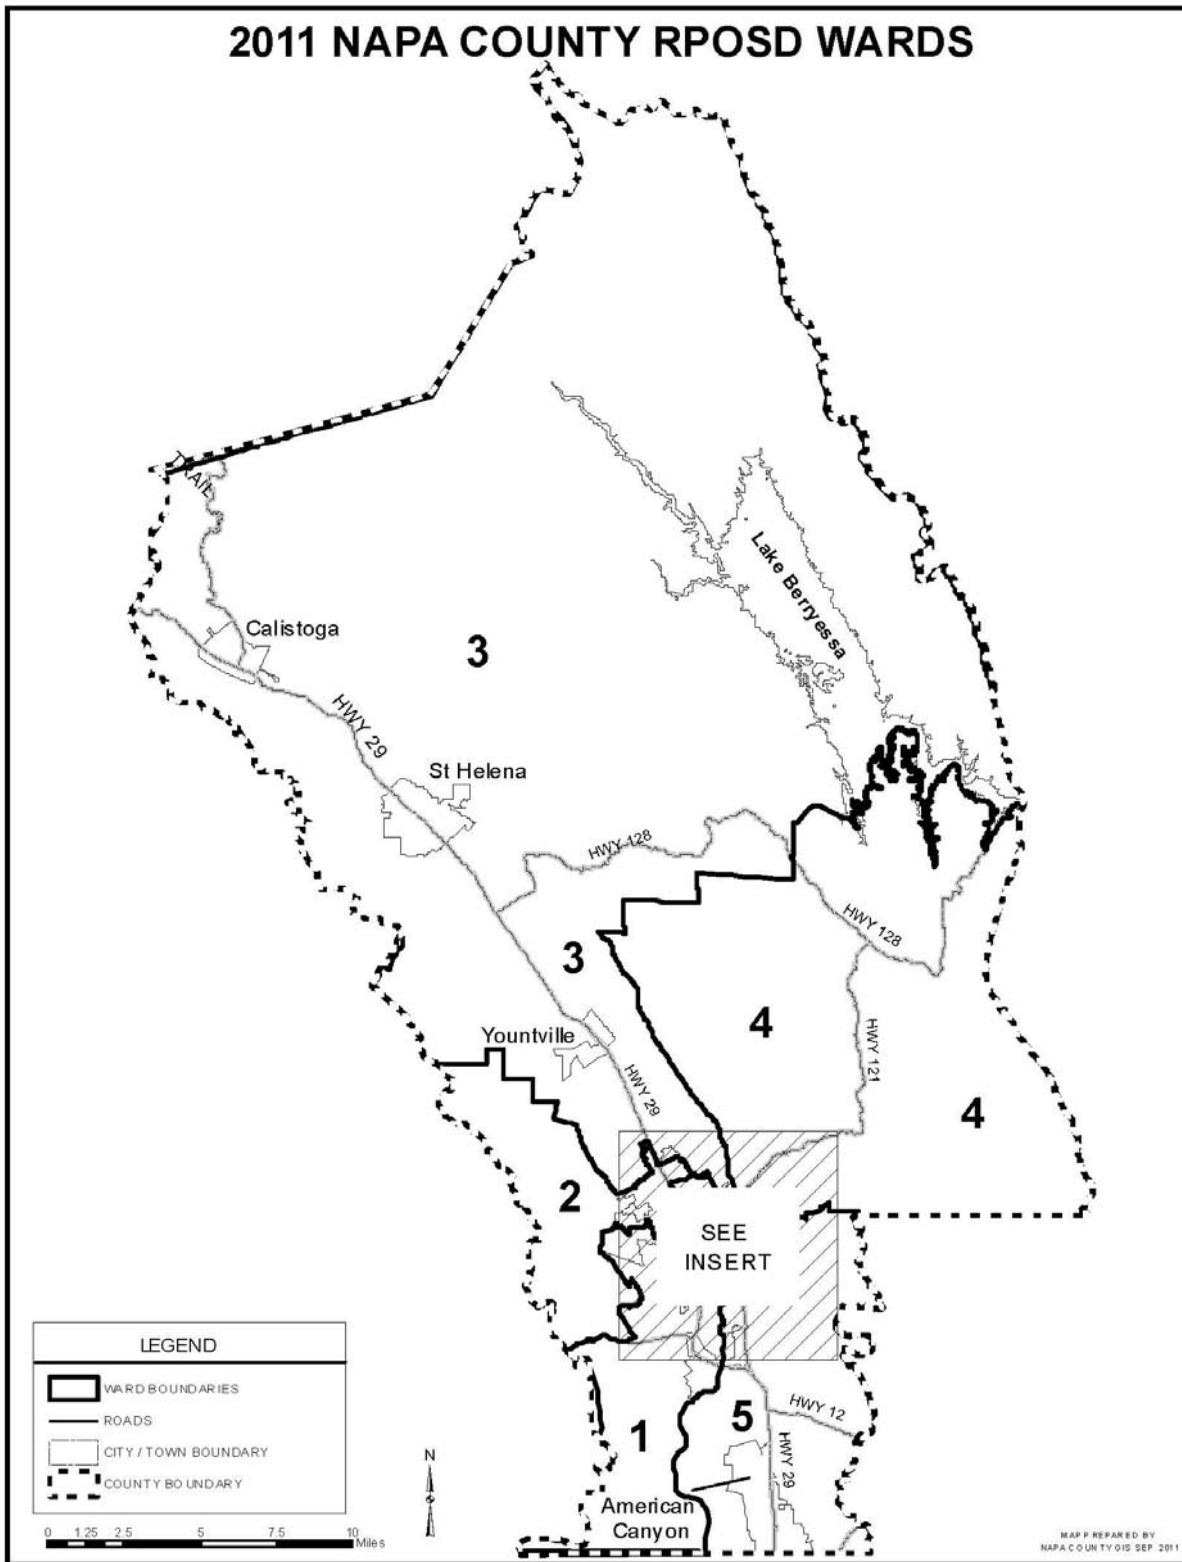 2011 NAPA COUNTY RPOSD WARDS
TRAIL
Calistoga
Lake Berryessa
3
HWY 29
St Helena
HWY 128
HWY 128
3
4
Yountville
HWY 121
HWY 29
4
2
SEE
INSERT
LEGEND
WARD BOUNDARIES
ROADS
CITY / TOWN BOUNDARY
COUNTY BOUNDARY
0 1.25 2.5 5 7.5 10
Miles
N
1
5
HWY 12
HWY 29
American
Canyon
MAP PREPARED BY
NAPA COUNTY GIS SEP. 2011